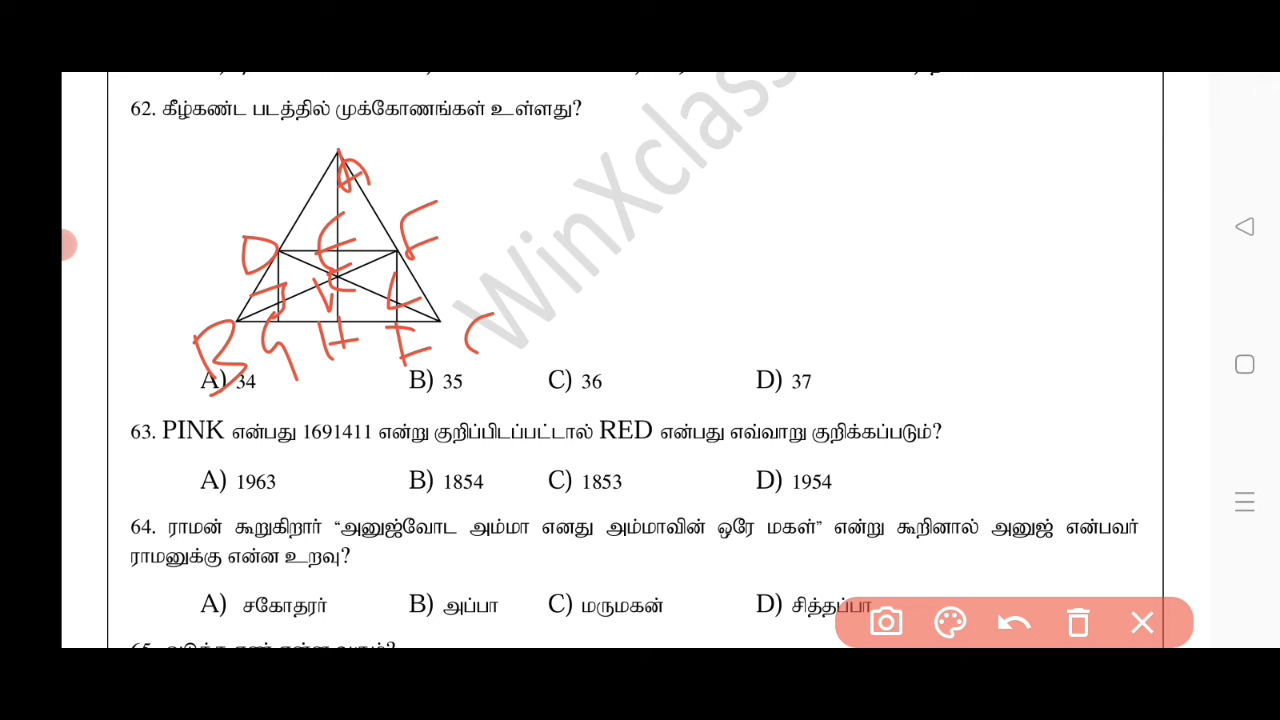 62. கீழ்கண்ட படத்தில் முக்கோணங்கள் உள்ளது?
WinXclass
A
D E F
J K L
B G H I C
A) 34 B) 35 C) 36 D) 37
63. PINK என்பது 1691411 என்று குறிப்பிடப்பட்டால் RED என்பது எவ்வாறு குறிக்கப்படும்?
A) 1963 B) 1854 C) 1853 D) 1954
64. ராமன் கூறுகிறார் “அனுஜ்வோட அம்மா எனது அம்மாவின் ஒரே மகள்” என்று கூறினால் அனுஜ் என்பவர்
ராமனுக்கு என்ன உறவு?
A) சகோதரர் B) அப்பா C) மருமகன் D) சித்தப்பா